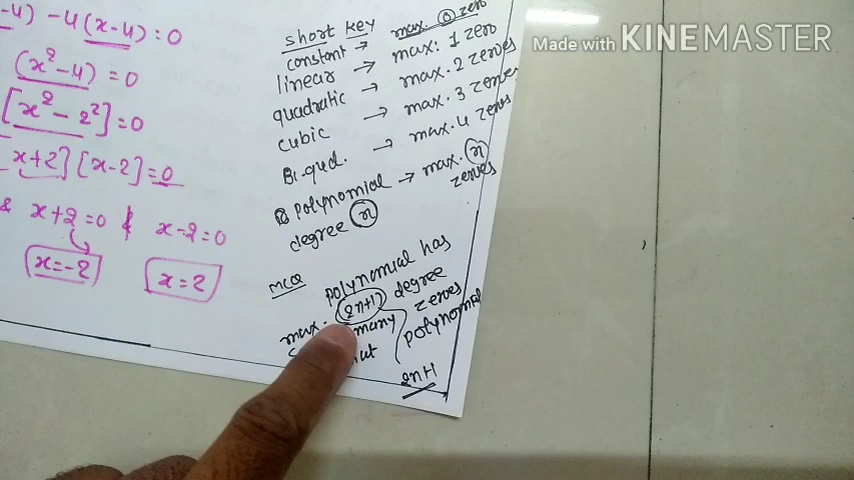 -4) -4(x-4) = 0
(x² -4) = 0
[x² - 2²] = 0
x+2] [x-2] = 0
& x+2=0 & x-2=0
x=-2 x=2
short key
constant → max. 0 zero
linear → max: 1 zero
quadratic → max. 2 zeroes
cubic → max. 3 zeroes
Bi.qud. → max. 4 zeroes
polynomial → max. n zeroes
degree n
MCQ
polynomial has
(2n+1) degree
max. many zeroes
polynomial
2n+1
Made with KINEMASTER